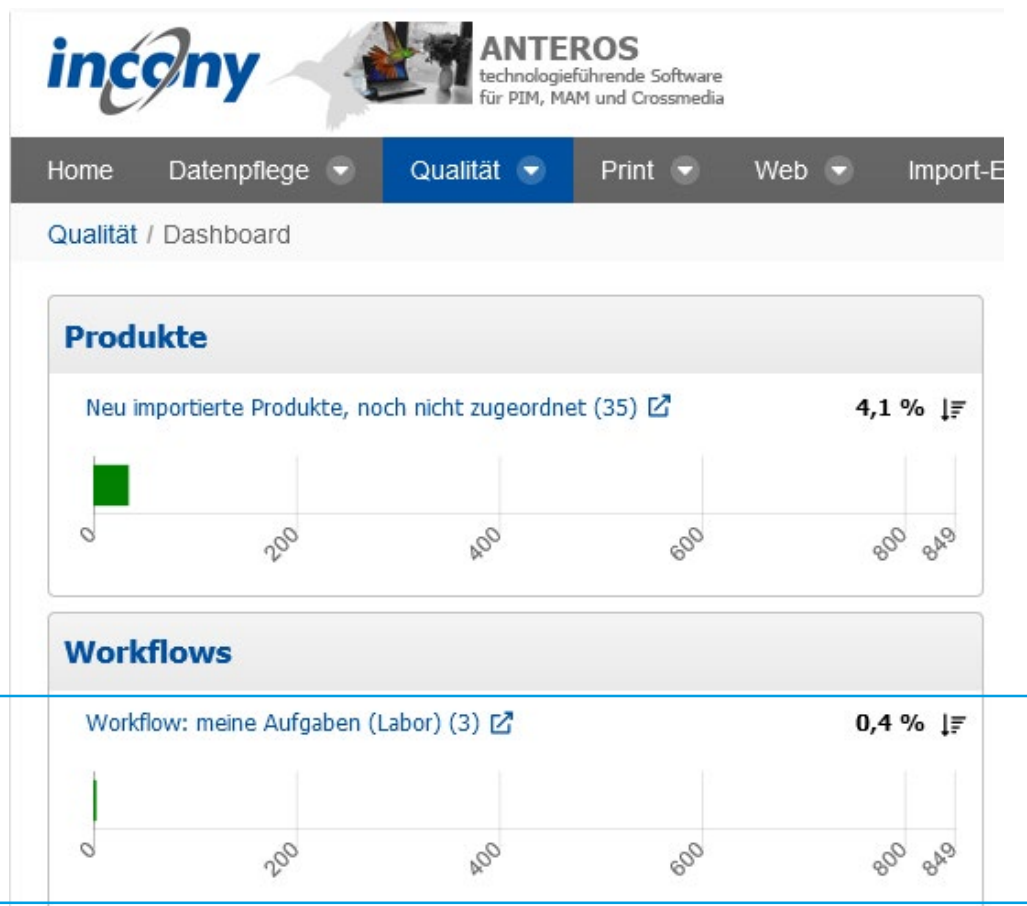 incony
ANTEROS
technologieführende Software
für PIM, MAM und Crossmedia
Home Datenpflege Qualität Print Web Import-E
Qualität / Dashboard
Produkte
Neu importierte Produkte, noch nicht zugeordnet (35) 4,1 %
0 200 400 600 800 849
Workflows
Workflow: meine Aufgaben (Labor) (3) 0,4 %
0 200 400 600 800 849